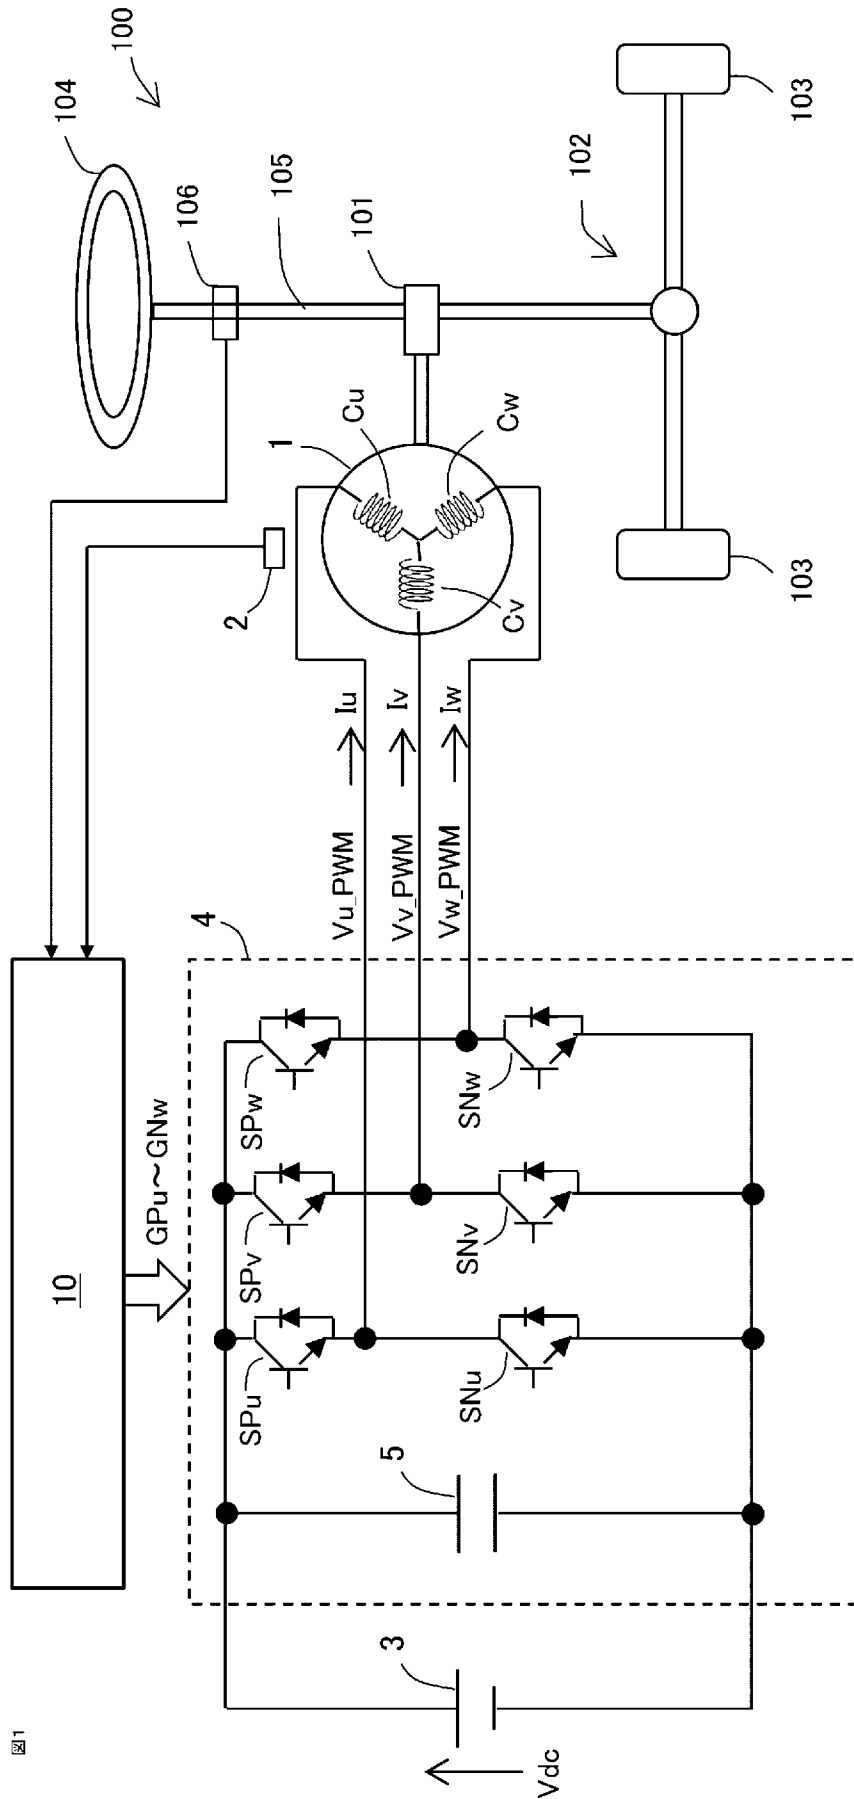 図1
10
GPu～GNw
4
SPu
SPv
SPw
SNu
SNv
SNw
5
3
Vdc
Vu_PWM
Vv_PWM
Vw_PWM
Iu
Iv
Iw
2
1
Cu
Cv
Cw
100
104
106
105
101
102
103
103